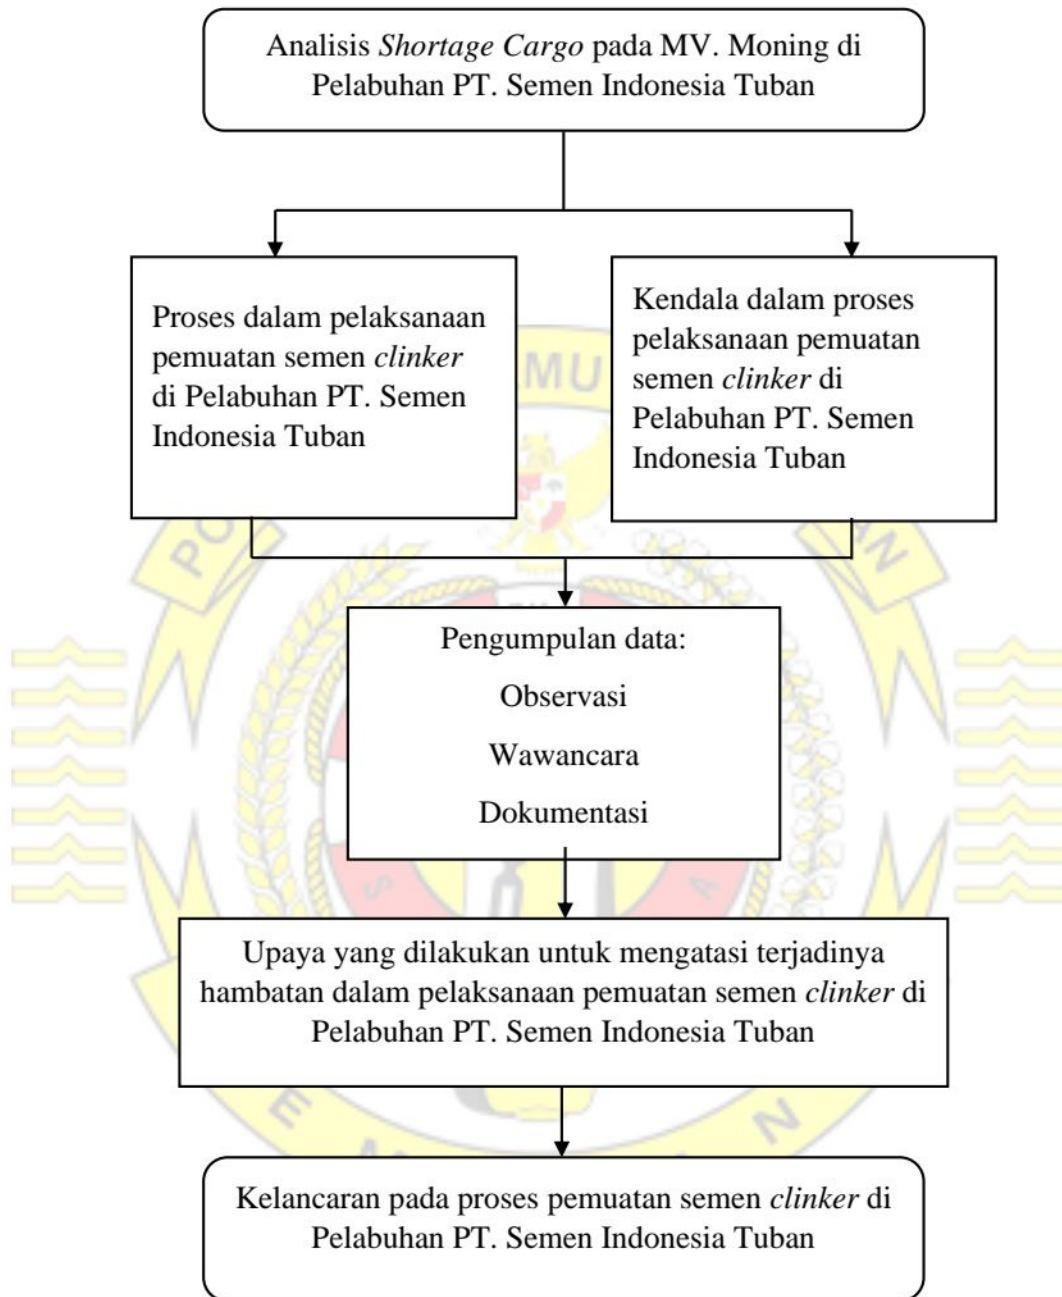 Analisis Shortage Cargo pada MV. Moning di
Pelabuhan PT. Semen Indonesia Tuban
Proses dalam pelaksanaan
pemuatan semen clinker
di Pelabuhan PT. Semen
Indonesia Tuban
Kendala dalam proses
pelaksanaan pemuatan
semen clinker di
Pelabuhan PT. Semen
Indonesia Tuban
Pengumpulan data:
Observasi
Wawancara
Dokumentasi
Upaya yang dilakukan untuk mengatasi terjadinya
hambatan dalam pelaksanaan pemuatan semen clinker di
Pelabuhan PT. Semen Indonesia Tuban
Kelancaran pada proses pemuatan semen clinker di
Pelabuhan PT. Semen Indonesia Tuban